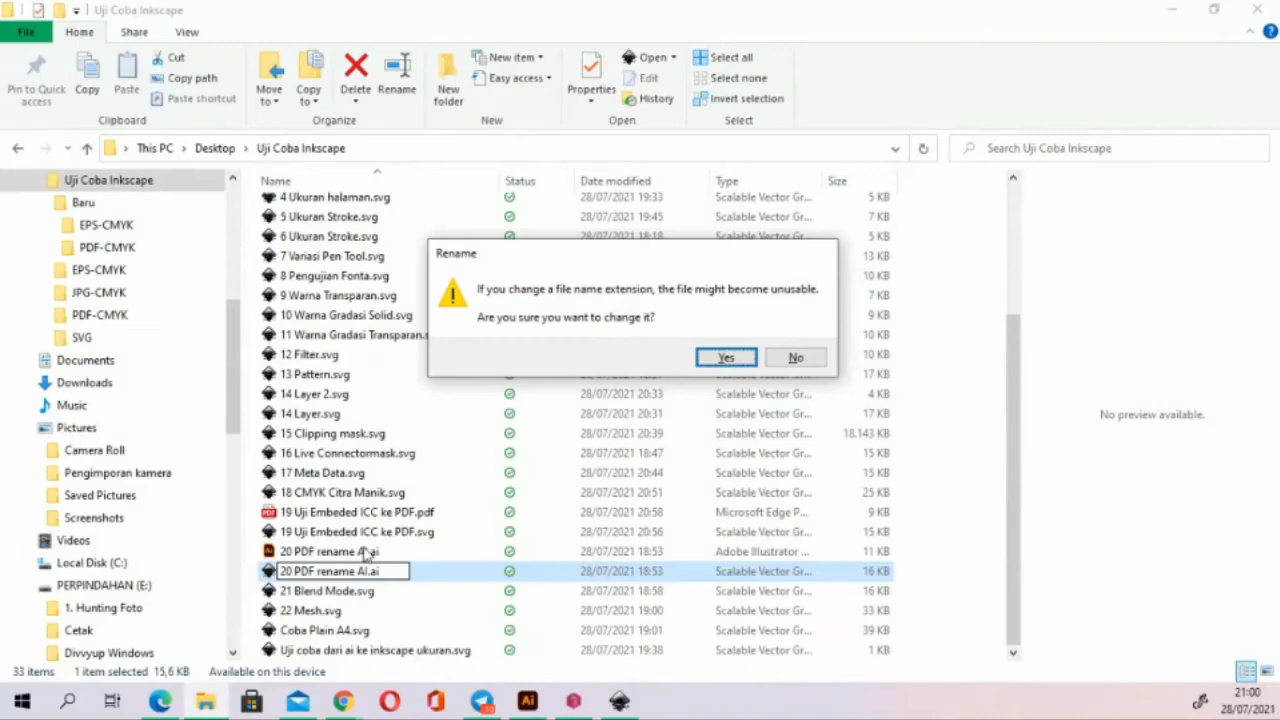 Uji Coba Inkscape
File Home Share View
Pin to Quick access
Copy
Paste
Cut
Copy path
Paste shortcut
Clipboard
Move to
Copy to
Delete
Rename
Organize
New folder
New item
Easy access
New
Properties
Open
Edit
History
Open
Select all
Select none
Invert selection
Select
This PC > Desktop > Uji Coba Inkscape
Search Uji Coba Inkscape
Uji Coba Inkscape
Baru
EPS-CMYK
PDF-CMYK
EPS-CMYK
JPG-CMYK
PDF-CMYK
SVG
Documents
Downloads
Music
Pictures
Camera Roll
Pengimporan kamera
Saved Pictures
Screenshots
Videos
Local Disk (C:)
PERPINDAHAN (E:)
1. Hunting Foto
Cetak
Divvyup Windows
Name Status Date modified Type Size
4 Ukuran halaman.svg 28/07/2021 19:33 Scalable Vector Gr... 5 KB
5 Ukuran Stroke.svg 28/07/2021 19:45 Scalable Vector Gr... 7 KB
6 Ukuran Stroke.svg 28/07/2021 18:18 Scalable Vector Gr... 5 KB
7 Variasi Pen Tool.svg 13 KB
8 Pengujian Fonta.svg 10 KB
9 Warna Transparan.svg 7 KB
10 Warna Gradasi Solid.svg 9 KB
11 Warna Gradasi Transparan.s 10 KB
12 Filter.svg 10 KB
13 Pattern.svg Scalable Vector Gr... 17 KB
14 Layer 2.svg 28/07/2021 20:33 Scalable Vector Gr... 4 KB
14 Layer.svg 28/07/2021 20:31 Scalable Vector Gr... 17 KB
15 Clipping mask.svg 28/07/2021 20:39 Scalable Vector Gr... 18.143 KB
16 Live Connectormask.svg 28/07/2021 18:47 Scalable Vector Gr... 15 KB
17 Meta Data.svg 28/07/2021 20:44 Scalable Vector Gr... 15 KB
18 CMYK Citra Manik.svg 28/07/2021 20:51 Scalable Vector Gr... 25 KB
19 Uji Embeded ICC ke PDF.pdf 28/07/2021 20:58 Microsoft Edge P... 9 KB
19 Uji Embeded ICC ke PDF.svg 28/07/2021 20:56 Scalable Vector Gr... 15 KB
20 PDF rename AI.ai 28/07/2021 18:53 Adobe Illustrator ... 11 KB
20 PDF rename AI.ai 28/07/2021 18:53 Scalable Vector Gr... 16 KB
21 Blend Mode.svg 28/07/2021 18:58 Scalable Vector Gr... 16 KB
22 Mesh.svg 28/07/2021 19:00 Scalable Vector Gr... 33 KB
Coba Plain A4.svg 28/07/2021 19:01 Scalable Vector Gr... 39 KB
Uji coba dari ai ke inkscape ukuran.svg 28/07/2021 19:38 Scalable Vector Gr... 1 KB
Rename
If you change a file name extension, the file might become unusable.
Are you sure you want to change it?
Yes No
No preview available.
33 items 1 item selected 15,6 KB Available on this device
21:00
28/07/2021